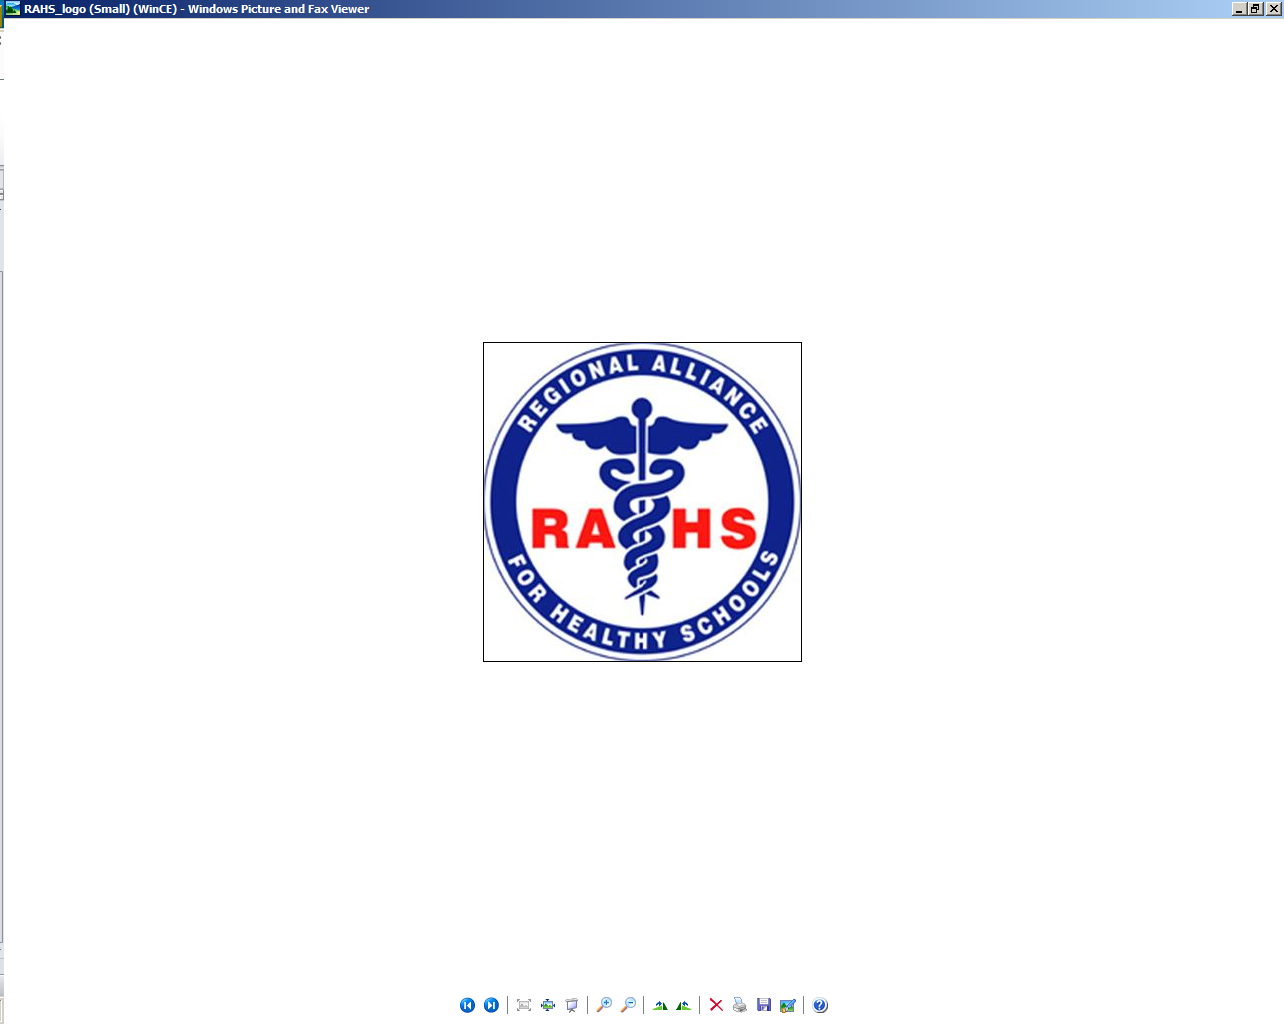 RAHS_logo (Small) (WinCE) - Windows Picture and Fax Viewer
REGIONAL ALLIANCE
RAHS
FOR HEALTHY SCHOOLS